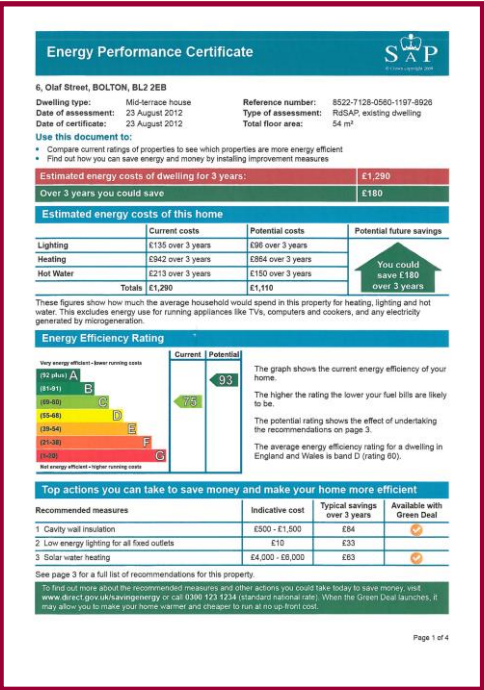 Energy Performance Certificate
SAP
6, Olaf Street, BOLTON, BL2 2EB
Dwelling type: Mid-terrace house Reference number: 8522-7128-0560-1197-8926
Date of assessment: 23 August 2012 Type of assessment: RdSAP, existing dwelling
Date of certificate: 23 August 2012 Total floor area: 54 m²
Use this document to:
• Compare current ratings of properties to see which properties are more energy efficient
• Find out how you can save energy and money by installing improvement measures
Estimated energy costs of dwelling for 3 years: £1,290
Over 3 years you could save £180
Estimated energy costs of this home
Current costs Potential costs Potential future savings
Lighting £135 over 3 years £96 over 3 years
Heating £942 over 3 years £864 over 3 years
Hot Water £213 over 3 years £150 over 3 years
Totals £1,290 £1,110
You could
save £180
over 3 years
These figures show how much the average household would spend in this property for heating, lighting and hot
water. This excludes energy use for running appliances like TVs, computers and cookers, and any electricity
generated by microgeneration.
Energy Efficiency Rating
Current Potential
Very energy efficient - lower running costs
(92 plus) A
(81-91) B
(69-80) C
(55-68) D
(39-54) E
(21-38) F
(1-20) G
Not energy efficient - higher running costs
75
93
The graph shows the current energy efficiency of your
home.
The higher the rating the lower your fuel bills are likely
to be.
The potential rating shows the effect of undertaking
the recommendations on page 3.
The average energy efficiency rating for a dwelling in
England and Wales is band D (rating 60).
Top actions you can take to save money and make your home more efficient
Recommended measures Indicative cost Typical savings over 3 years Available with Green Deal
1 Cavity wall insulation £500 - £1,500 £84
2 Low energy lighting for all fixed outlets £10 £33
3 Solar water heating £4,000 - £6,000 £63
See page 3 for a full list of recommendations for this property.
To find out more about the recommended measures and other actions you could take today to save money, visit
www.direct.gov.uk/savingenergy or call 0300 123 1234 (standard national rate). When the Green Deal launches, it
may allow you to make your home warmer and cheaper to run at no up-front cost.
Page 1 of 4